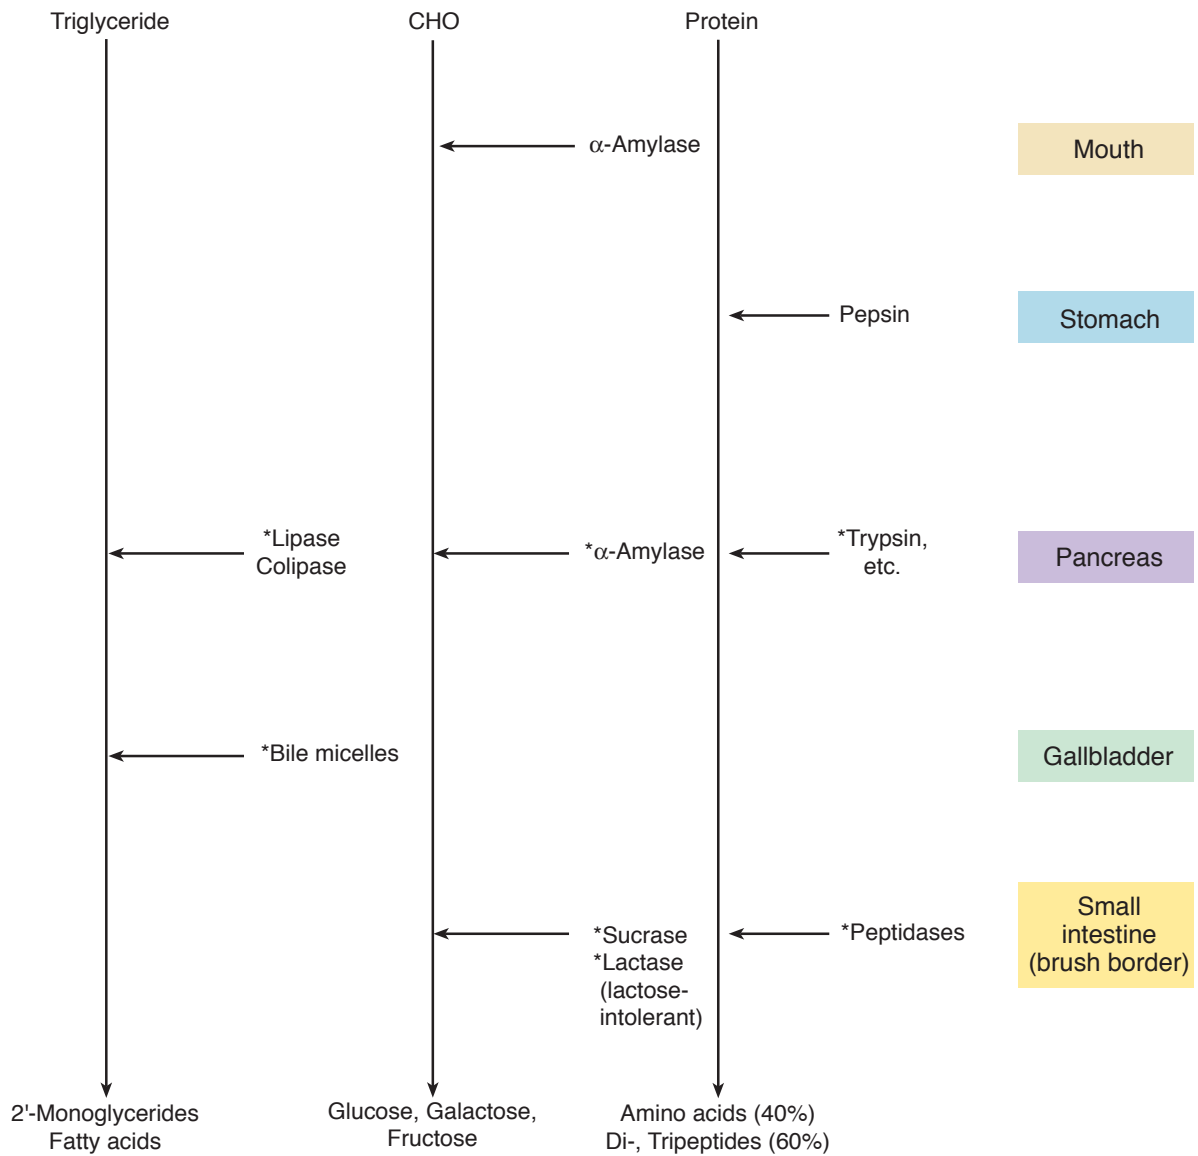 Triglyceride
CHO
Protein
α-Amylase
Mouth
Pepsin
Stomach
*Lipase
Colipase
*α-Amylase
*Trypsin,
etc.
Pancreas
*Bile micelles
Gallbladder
*Sucrase
*Lactase
(lactose-
intolerant)
*Peptidases
Small
intestine
(brush border)
2'-Monoglycerides
Fatty acids
Glucose, Galactose,
Fructose
Amino acids (40%)
Di-, Tripeptides (60%)